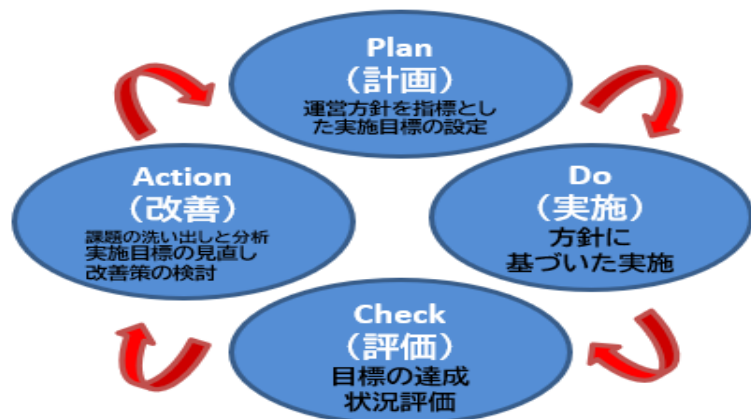 Plan
（計画）
運営方針を指標とし
た実施目標の設定
Do
（実施）
方針に
基づいた実施
Check
（評価）
目標の達成
状況評価
Action
（改善）
課題の洗い出しと分析
実施目標の見直し
改善策の検討